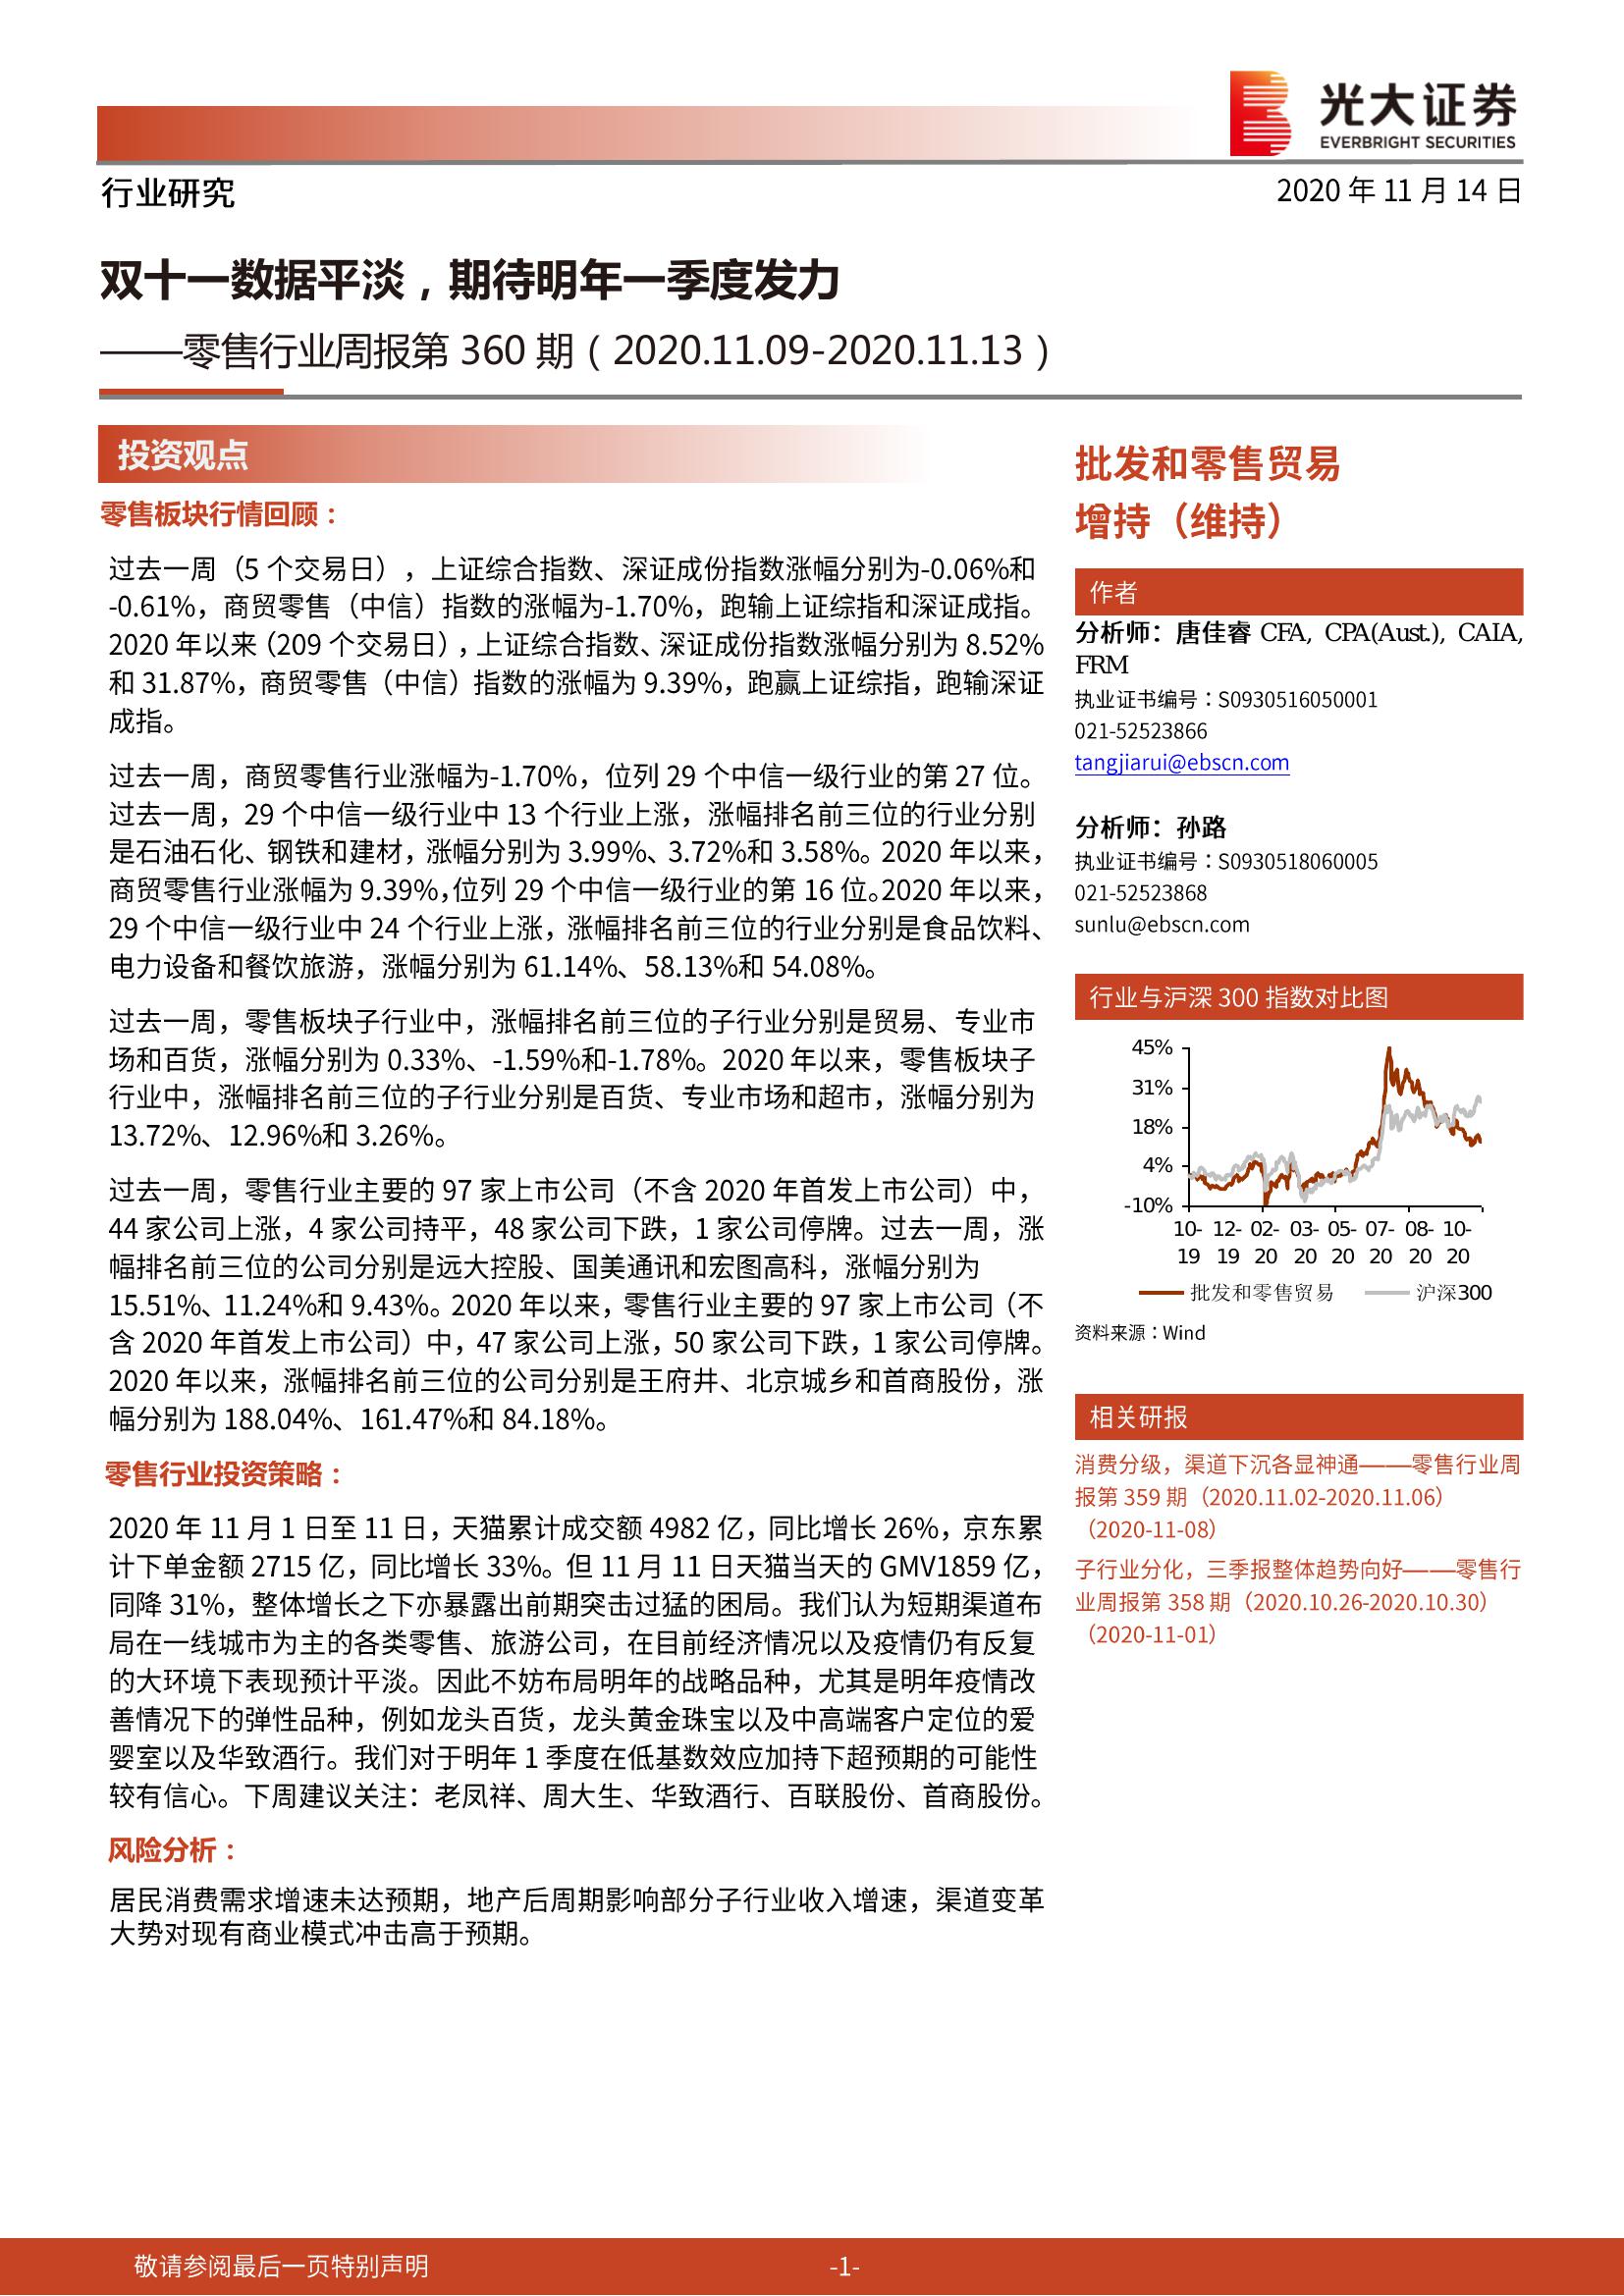 光大证券
EVERBRIGHT SECURITIES
行业研究
2020 年 11 月 14 日
双十一数据平淡，期待明年一季度发力
——零售行业周报第 360 期（2020.11.09-2020.11.13）
投资观点
零售板块行情回顾：
过去一周（5 个交易日），上证综合指数、深证成份指数涨幅分别为-0.06%和
-0.61%，商贸零售（中信）指数的涨幅为-1.70%，跑输上证综指和深证成指。
2020 年以来（209 个交易日），上证综合指数、深证成份指数涨幅分别为 8.52%
和 31.87%，商贸零售（中信）指数的涨幅为 9.39%，跑赢上证综指，跑输深证
成指。
过去一周，商贸零售行业涨幅为-1.70%，位列 29 个中信一级行业的第 27 位。
过去一周，29 个中信一级行业中 13 个行业上涨，涨幅排名前三位的行业分别
是石油石化、钢铁和建材，涨幅分别为 3.99%、3.72%和 3.58%。2020 年以来，
商贸零售行业涨幅为 9.39%，位列 29 个中信一级行业的第 16 位。2020 年以来，
29 个中信一级行业中 24 个行业上涨，涨幅排名前三位的行业分别是食品饮料、
电力设备和餐饮旅游，涨幅分别为 61.14%、58.13%和 54.08%。
过去一周，零售板块子行业中，涨幅排名前三位的子行业分别是贸易、专业市
场和百货，涨幅分别为 0.33%、-1.59%和-1.78%。2020 年以来，零售板块子
行业中，涨幅排名前三位的子行业分别是百货、专业市场和超市，涨幅分别为
13.72%、12.96%和 3.26%。
过去一周，零售行业主要的 97 家上市公司（不含 2020 年首发上市公司）中，
44 家公司上涨，4 家公司持平，48 家公司下跌，1 家公司停牌。过去一周，涨
幅排名前三位的公司分别是远大控股、国美通讯和宏图高科，涨幅分别为
15.51%、11.24%和 9.43%。2020 年以来，零售行业主要的 97 家上市公司（不
含 2020 年首发上市公司）中，47 家公司上涨，50 家公司下跌，1 家公司停牌。
2020 年以来，涨幅排名前三位的公司分别是王府井、北京城乡和首商股份，涨
幅分别为 188.04%、161.47%和 84.18%。
零售行业投资策略：
2020 年 11 月 1 日至 11 日，天猫累计成交额 4982 亿，同比增长 26%，京东累
计下单金额 2715 亿，同比增长 33%。但 11 月 11 日天猫当天的 GMV1859 亿，
同降 31%，整体增长之下亦暴露出前期突击过猛的困局。我们认为短期渠道布
局在一线城市为主的各类零售、旅游公司，在目前经济情况以及疫情仍有反复
的大环境下表现预计平淡。因此不妨布局明年的战略品种，尤其是明年疫情改
善情况下的弹性品种，例如龙头百货，龙头黄金珠宝以及中高端客户定位的爱
婴室以及华致酒行。我们对于明年 1 季度在低基数效应加持下超预期的可能性
较有信心。下周建议关注：老凤祥、周大生、华致酒行、百联股份、首商股份。
风险分析：
居民消费需求增速未达预期，地产后周期影响部分子行业收入增速，渠道变革
大势对现有商业模式冲击高于预期。
批发和零售贸易
增持（维持）
作者
分析师：唐佳睿 CFA, CPA(Aust.), CAIA,
FRM
执业证书编号：S0930516050001
021-52523866
tangjiarui@ebscn.com
分析师：孙路
执业证书编号：S0930518060005
021-52523868
sunlu@ebscn.com
行业与沪深 300 指数对比图
45%
31%
18%
4%
-10%
10- 12- 02- 03- 05- 07- 08- 10-
19 19 20 20 20 20 20 20
批发和零售贸易 沪深300
资料来源：Wind
相关研报
消费分级，渠道下沉各显神通——零售行业周
报第 359 期（2020.11.02-2020.11.06）
（2020-11-08）
子行业分化，三季报整体趋势向好——零售行
业周报第 358 期（2020.10.26-2020.10.30）
（2020-11-01）
敬请参阅最后一页特别声明
-1-